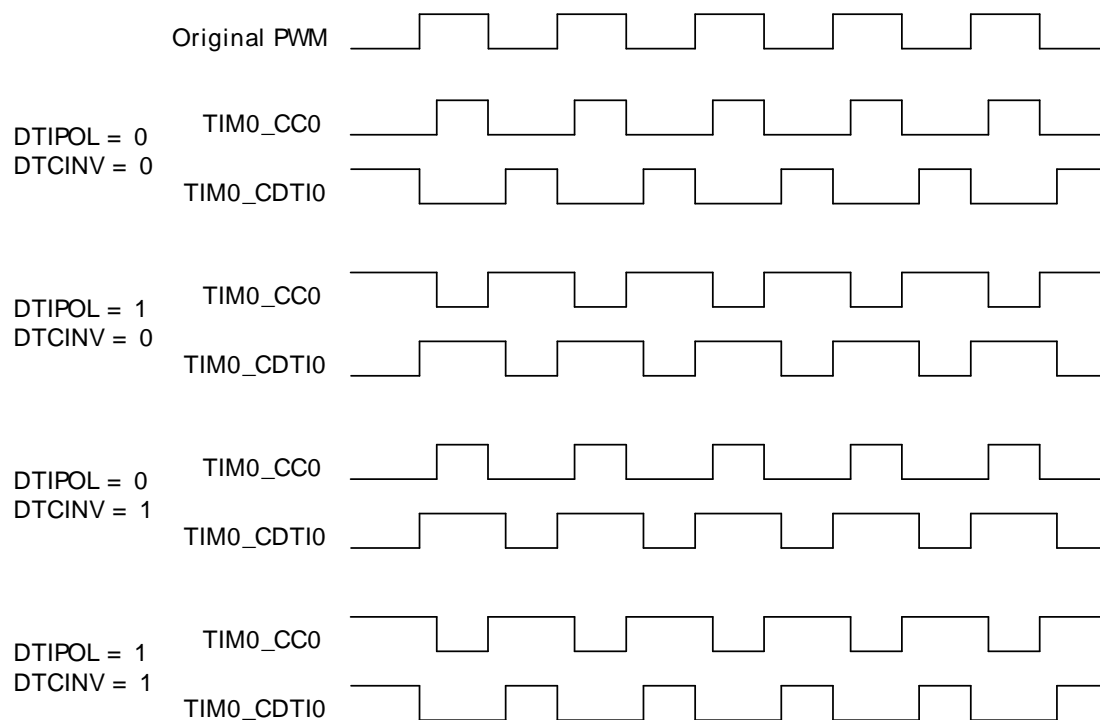 Original PWM
DTIPOL = 0
DTCINV = 0
TIM0_CC0
TIM0_CDTI0
DTIPOL = 1
DTCINV = 0
TIM0_CC0
TIM0_CDTI0
DTIPOL = 0
DTCINV = 1
TIM0_CC0
TIM0_CDTI0
DTIPOL = 1
DTCINV = 1
TIM0_CC0
TIM0_CDTI0